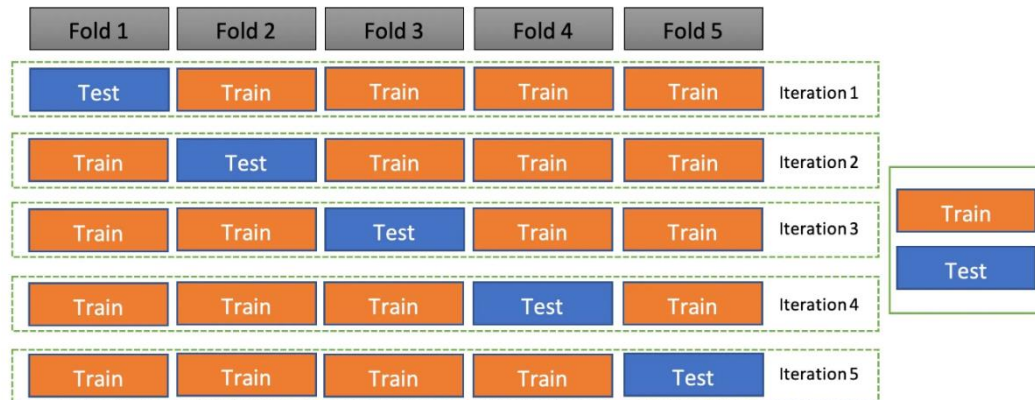 Fold 1 Fold 2 Fold 3 Fold 4 Fold 5
Test Train Train Train Train Iteration 1
Train Test Train Train Train Iteration 2
Train Train Test Train Train Iteration 3
Train Train Train Test Train Iteration 4
Train Train Train Train Test Iteration 5
Train
Test